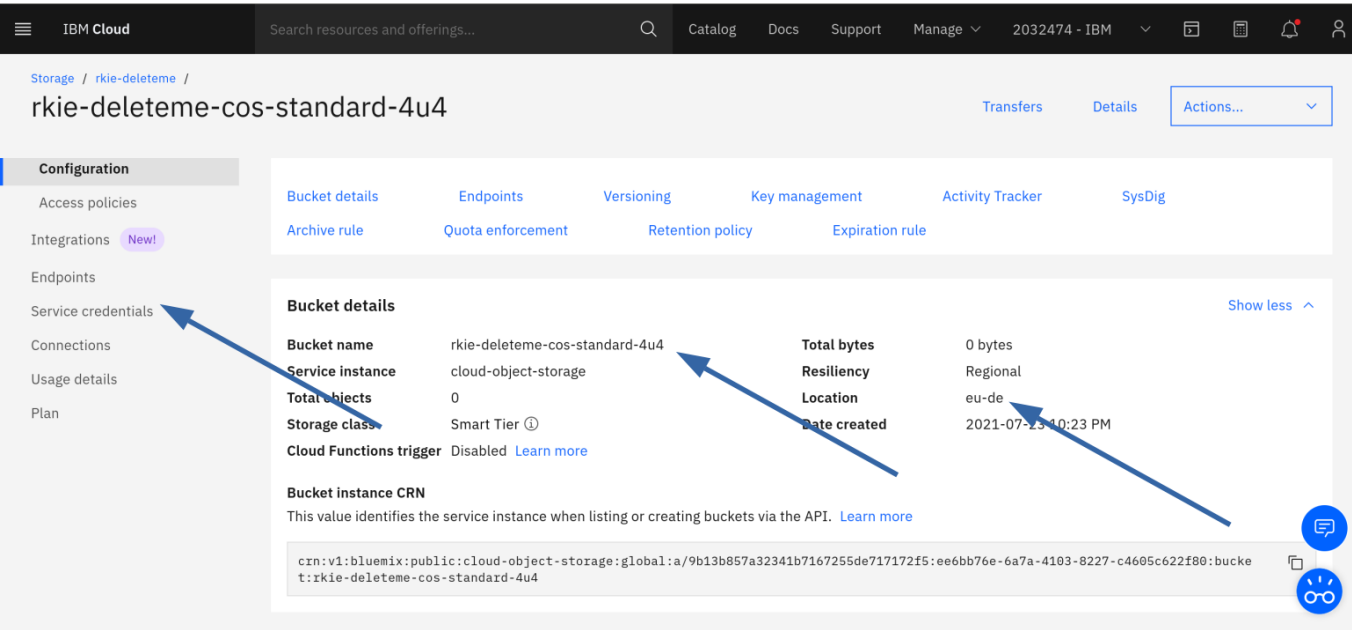 IBM Cloud Search resources and offerings... Catalog Docs Support Manage 2032474 - IBM
Storage / rkie-deleteme /
rkie-deleteme-cos-standard-4u4
Transfers Details Actions...
Configuration
Access policies
Integrations New!
Endpoints
Service credentials
Connections
Usage details
Plan
Bucket details Endpoints Versioning Key management Activity Tracker SysDig
Archive rule Quota enforcement Retention policy Expiration rule
Bucket details Show less
Bucket name rkie-deleteme-cos-standard-4u4 Total bytes 0 bytes
Service instance cloud-object-storage Resiliency Regional
Total objects 0 Location eu-de
Storage class Smart Tier Date created 2021-07-23 10:23 PM
Cloud Functions trigger Disabled Learn more
Bucket instance CRN
This value identifies the service instance when listing or creating buckets via the API. Learn more
crn:v1:bluemix:public:cloud-object-storage:global:a/9b13b857a32341b7167255de717172f5:ee6bb76e-6a7a-4103-8227-c4605c622f80:bucke
t:rkie-deleteme-cos-standard-4u4